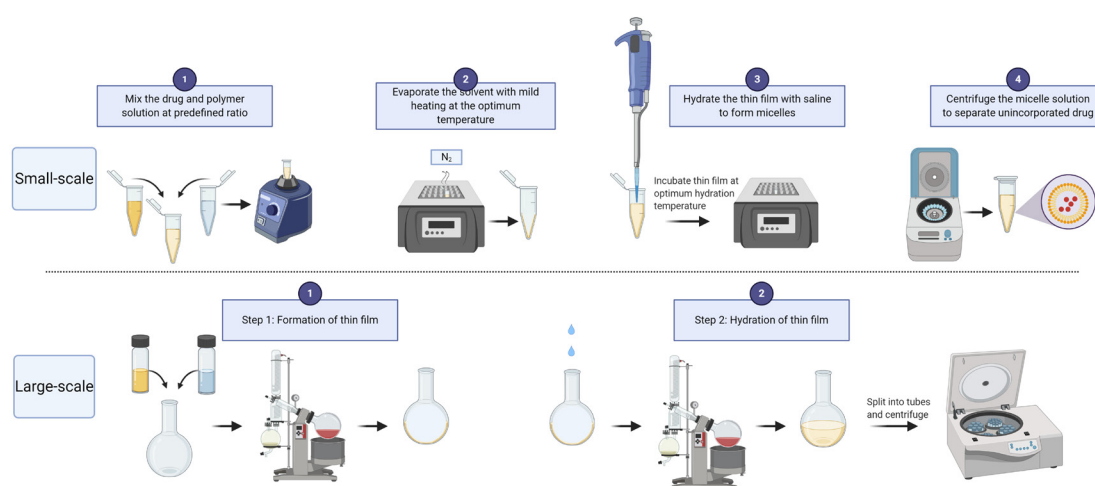 1
Mix the drug and polymer
solution at predefined ratio
2
Evaporate the solvent with mild
heating at the optimum
temperature
3
Hydrate the thin film with saline
to form micelles
4
Centrifuge the micelle solution
to separate unincorporated drug
Small-scale
N₂
Incubate thin film at
optimum hydration
temperature
1
Step 1: Formation of thin film
2
Step 2: Hydration of thin film
Large-scale
Split into tubes
and centrifuge